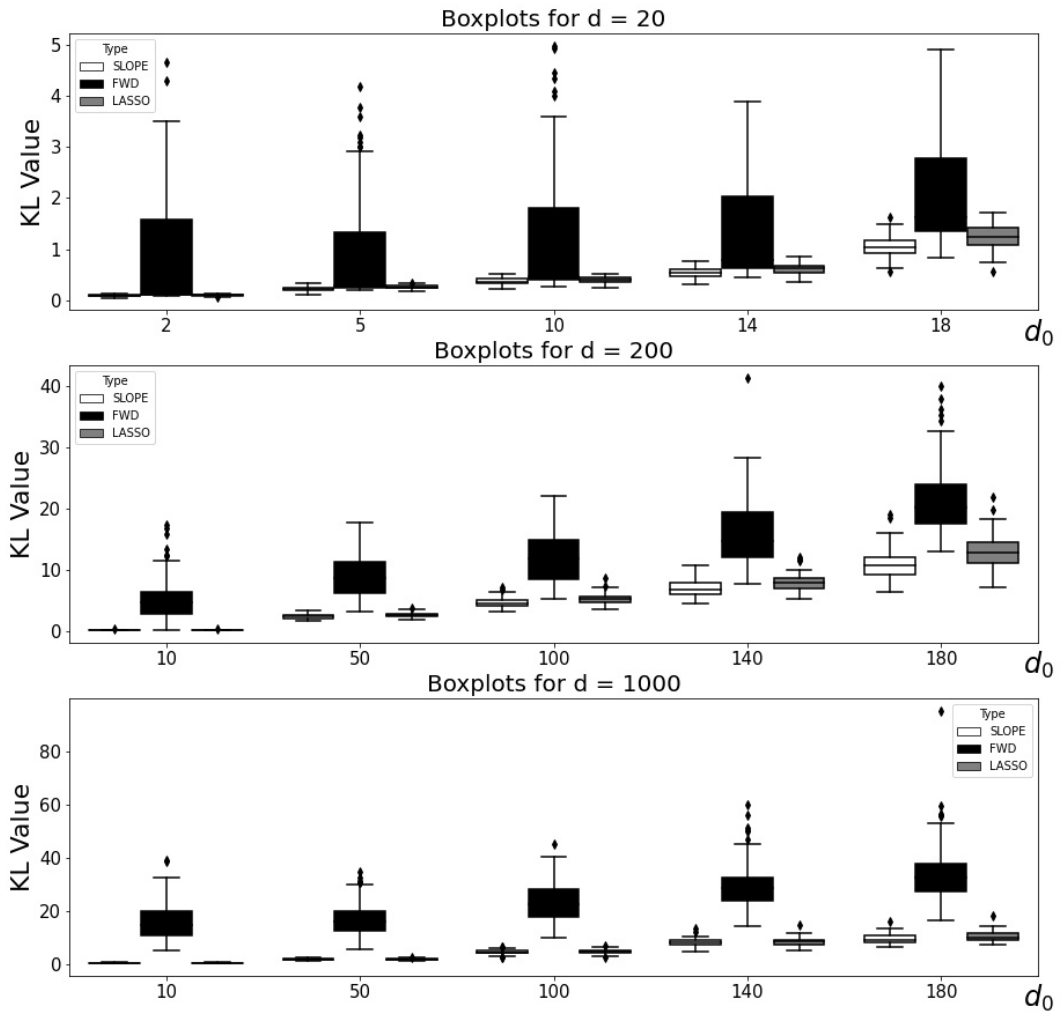 Boxplots for d = 20
Type
SLOPE
FWD
LASSO
KL Value
5
4
3
2
1
0
2 5 10 14 18
d₀
Boxplots for d = 200
Type
SLOPE
FWD
LASSO
KL Value
40
30
20
10
0
10 50 100 140 180
d₀
Boxplots for d = 1000
Type
SLOPE
FWD
LASSO
KL Value
80
60
40
20
0
10 50 100 140 180
d₀